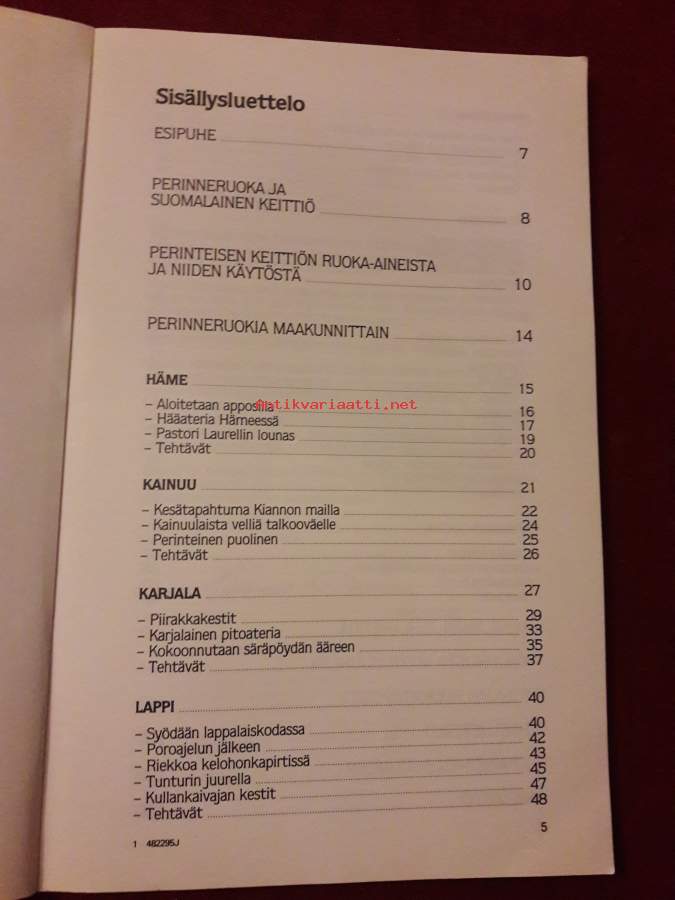 Sisällysluettelo
ESIPUHE 7
PERINNERUOKA JA
SUOMALAINEN KEITTIÖ 8
PERINTEISEN KEITTIÖN RUOKA-AINEISTA
JA NIIDEN KÄYTÖSTÄ 10
PERINNERUOKIA MAAKUNNITTAIN 14
HÄME 15
– Aloitetaan apposilla 16
antikvariaatti.net
– Hääateria Hämeessä 17
– Pastori Laurellin lounas 19
– Tehtävät 20
KAINUU 21
– Kesätapahtuma Kiannon mailla 22
– Kainuulaista velliä talkooväelle 24
– Perinteinen puolinen 25
– Tehtävät 26
KARJALA 27
– Piirakkakestit 29
– Karjalainen pitoateria 33
– Kokoonnutaan säräpöydän ääreen 35
– Tehtävät 37
LAPPI 40
– Syödään lappalaiskodassa 40
– Poroajelun jälkeen 42
– Riekkoa kelohonkapirtissä 43
– Tunturin juurella 45
– Kullankaivajan kestit 47
– Tehtävät 48
5
1 482295J